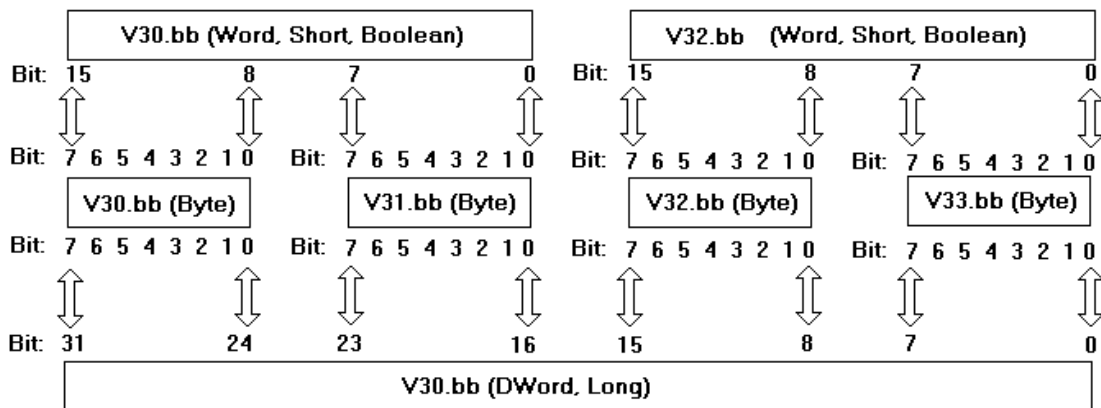 V30.bb (Word, Short, Boolean) V32.bb (Word, Short, Boolean)
Bit: 15 8 7 0 Bit: 15 8 7 0
Bit: 7 6 5 4 3 2 1 0 Bit: 7 6 5 4 3 2 1 0 Bit: 7 6 5 4 3 2 1 0 Bit: 7 6 5 4 3 2 1 0
V30.bb (Byte) V31.bb (Byte) V32.bb (Byte) V33.bb (Byte)
Bit: 7 6 5 4 3 2 1 0 Bit: 7 6 5 4 3 2 1 0 Bit: 7 6 5 4 3 2 1 0 Bit: 7 6 5 4 3 2 1 0
Bit: 31 24 23 16 15 8 7 0
V30.bb (DWord, Long)